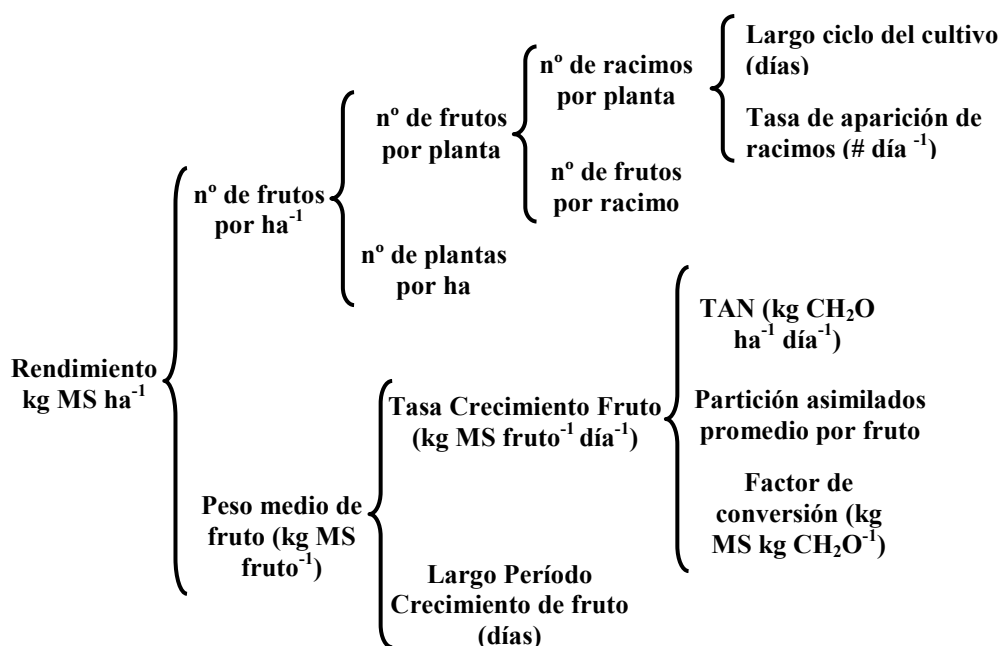 Largo ciclo del cultivo
(días)
nº de racimos
por planta
Tasa de aparición de
racimos (# día ⁻¹)
nº de frutos
por planta
nº de frutos
por racimo
nº de frutos
por ha⁻¹
nº de plantas
por ha
Rendimiento
kg MS ha⁻¹
TAN (kg CH₂O
ha⁻¹ día⁻¹)
Tasa Crecimiento Fruto
(kg MS fruto⁻¹ día⁻¹)
Partición asimilados
promedio por fruto
Factor de
conversión (kg
MS kg CH₂O⁻¹)
Peso medio de
fruto (kg MS
fruto⁻¹)
Largo Período
Crecimiento de fruto
(días)